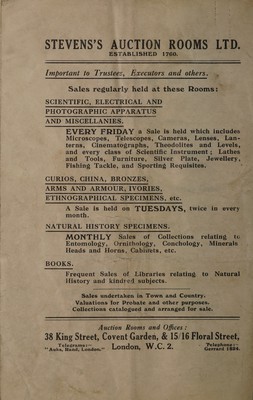 STEVENS'S AUCTION ROOMS LTD.
ESTABLISHED 1760.
Important to Trustees, Executors and others.
Sales regularly held at these Rooms:
SCIENTIFIC, ELECTRICAL AND
PHOTOGRAPHIC APPARATUS
AND MISCELLANIES.
EVERY FRIDAY a Sale is held which includes
Microscopes, Telescopes, Cameras, Lenses, Lan-
terns, Cinematographs, Theodolites and Levels,
and every class of Scientific Instrument; Lathes
and Tools, Furniture, Silver Plate, Jewellery,
Fishing Tackle, and Sporting Requisites.
CURIOS, CHINA, BRONZES,
ARMS AND ARMOUR, IVORIES,
ETHNOGRAPHICAL SPECIMENS, etc.
A Sale is held on TUESDAYS, twice in every
month.
NATURAL HISTORY SPECIMENS.
MONTHLY Sales of Collections relating to
Entomology, Ornithology, Conchology, Minerals
Heads and Horns, Cabinets, etc.
BOOKS.
Frequent Sales of Libraries relating to Natural
History and kindred subjects.
Sales undertaken in Town and Country.
Valuations for Probate and other purposes.
Collections catalogued and arranged for sale.
Auction Rooms and Offices:
38 King Street, Covent Garden, & 15/16 Floral Street,
Telegrams:— London, W.C. 2. Telephone:
"Auks, Rand, London." Gerrard 1824.